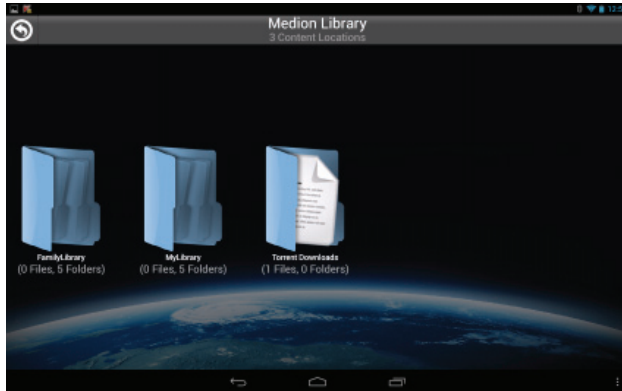 Medion Library
3 Content Locations
FamilyLibrary
(0 Files, 5 Folders)
MyLibrary
(0 Files, 5 Folders)
Torrent Downloads
(1 Files, 0 Folders)